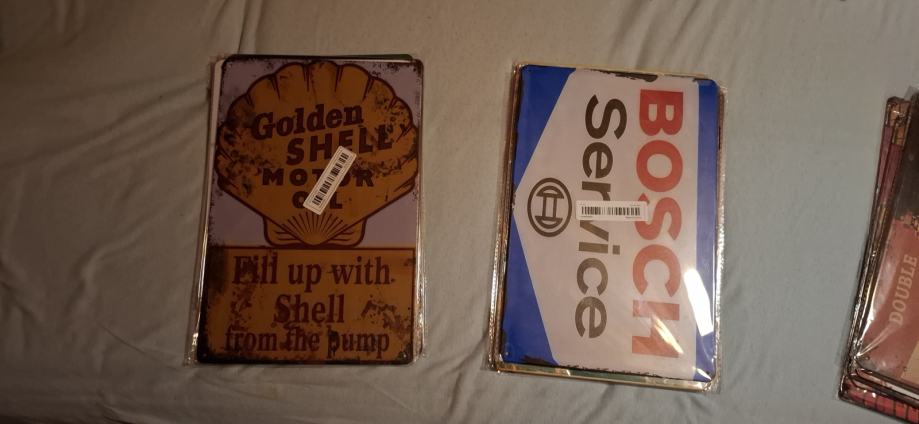 Golden
SHELL
MOTOR
OIL
Fill up with
Shell
from the pump
BOSCH
Service
DOUBLE